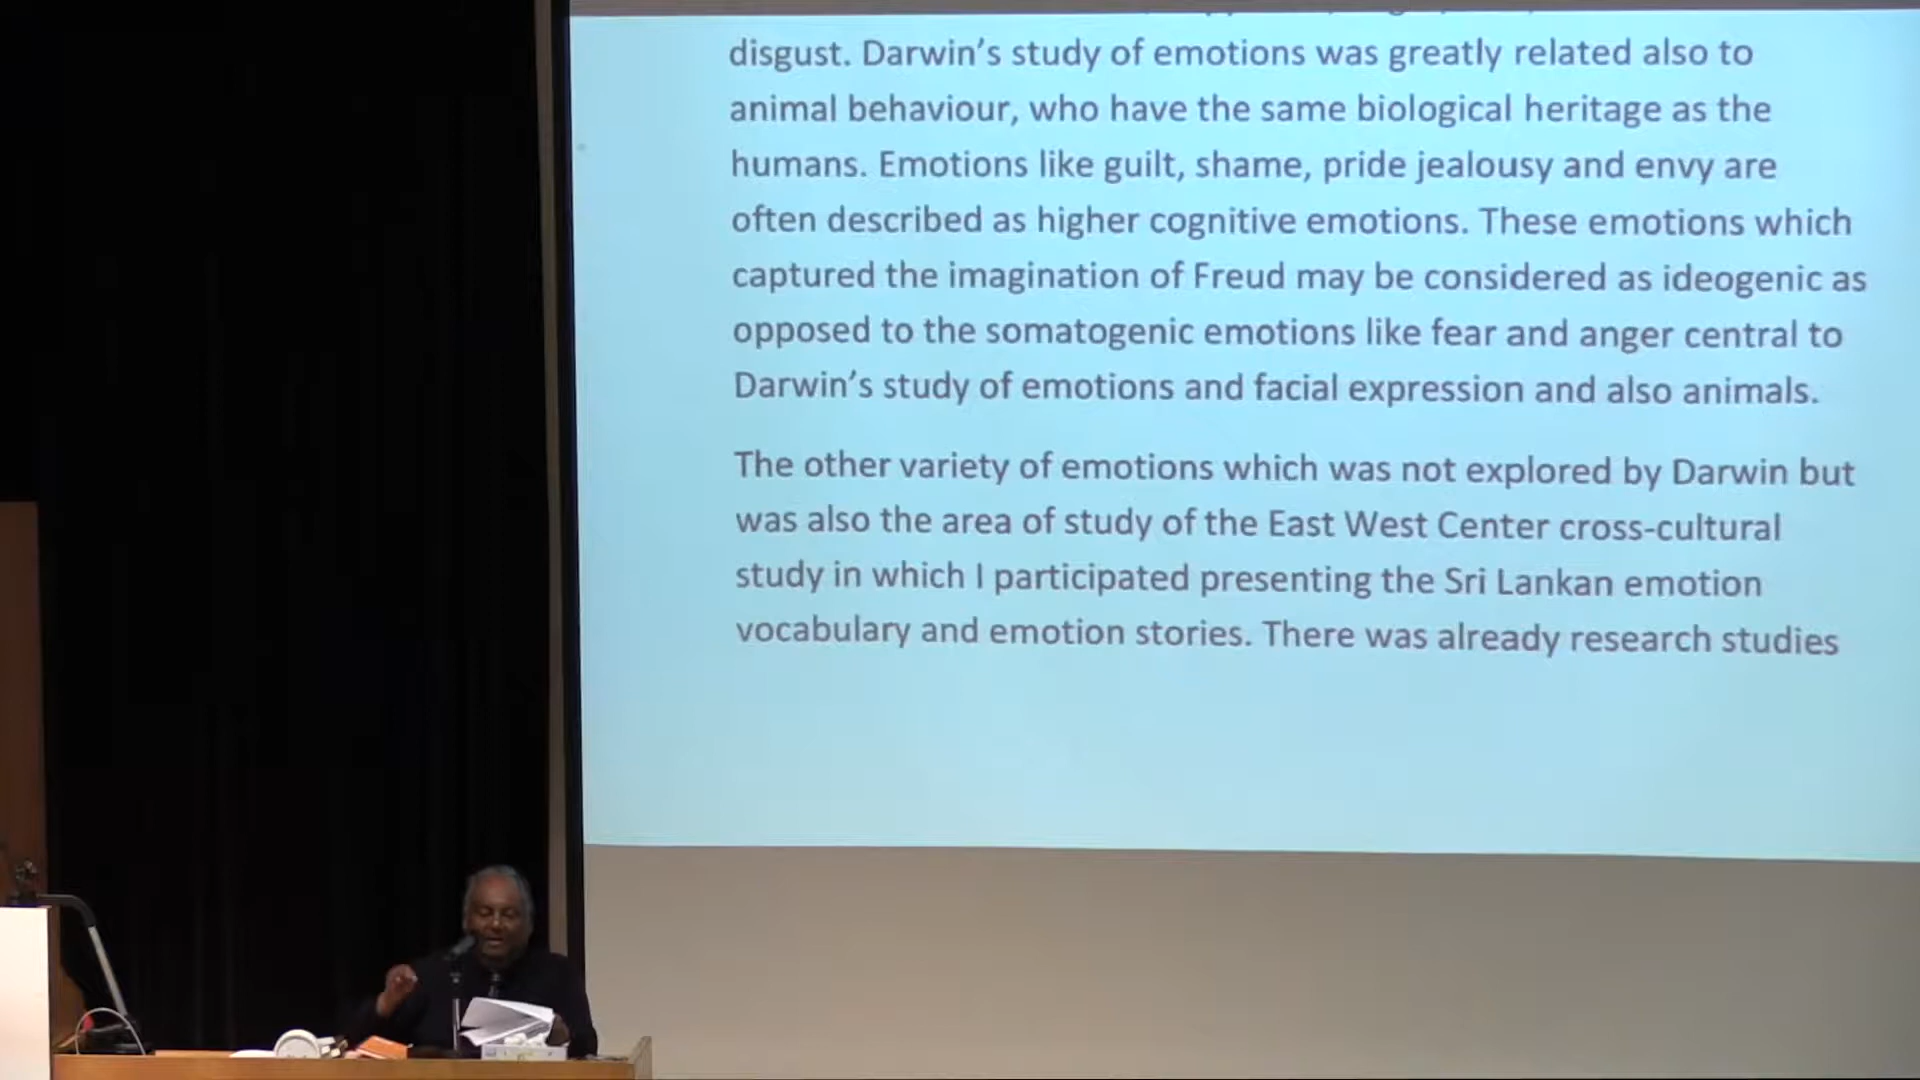 disgust. Darwin's study of emotions was greatly related also to
animal behaviour, who have the same biological heritage as the
humans. Emotions like guilt, shame, pride jealousy and envy are
often described as higher cognitive emotions. These emotions which
captured the imagination of Freud may be considered as ideogenic as
opposed to the somatogenic emotions like fear and anger central to
Darwin's study of emotions and facial expression and also animals.
The other variety of emotions which was not explored by Darwin but
was also the area of study of the East West Center cross-cultural
study in which I participated presenting the Sri Lankan emotion
vocabulary and emotion stories. There was already research studies